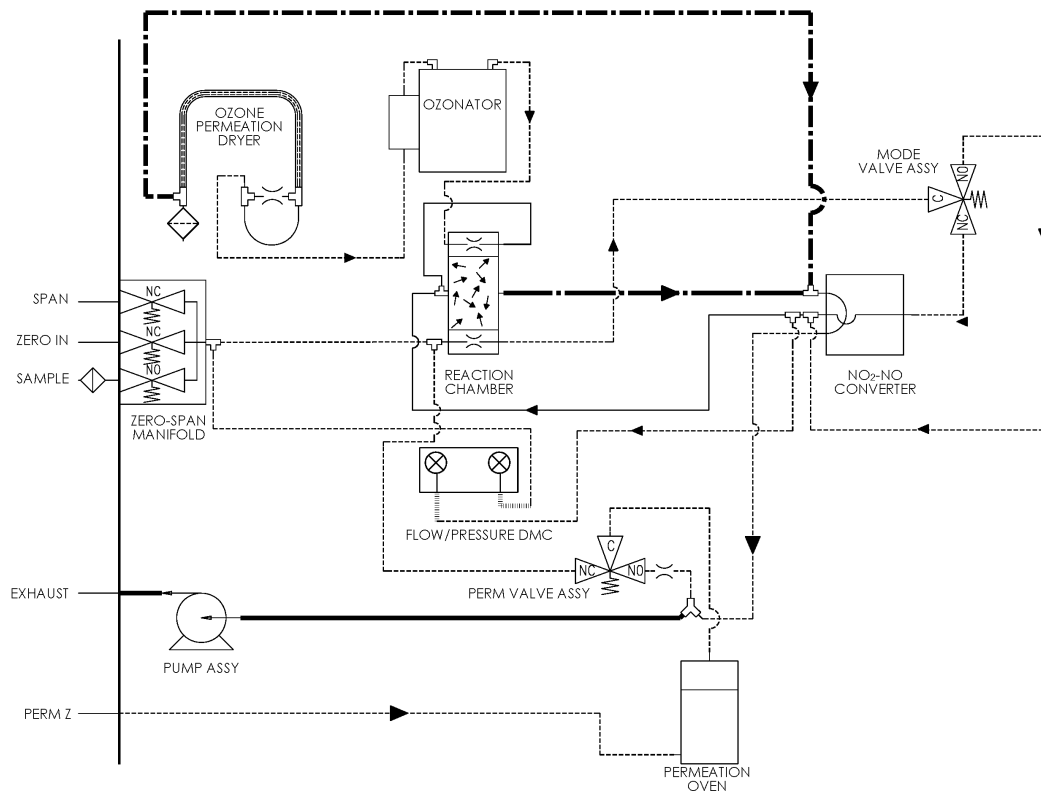 OZONE
PERMEATION
DRYER
OZONATOR
MODE
VALVE ASSY
NO
C
NC
SPAN
NC
ZERO IN
NC
SAMPLE
NO
ZERO-SPAN
MANIFOLD
REACTION
CHAMBER
NO₂-NO
CONVERTER
FLOW/PRESSURE DMC
C
NC
NO
PERM VALVE ASSY
EXHAUST
PUMP ASSY
PERM Z
PERMEATION
OVEN